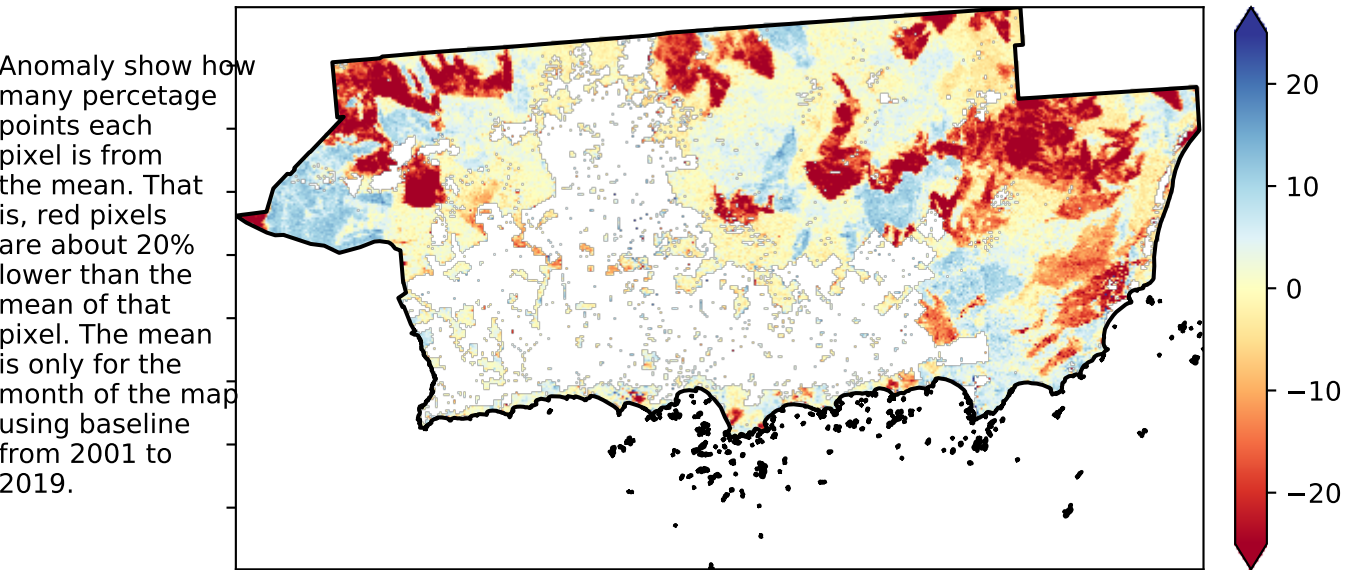 Anomaly show how
many percetage
points each
pixel is from
the mean. That
is, red pixels
are about 20%
lower than the
mean of that
pixel. The mean
is only for the
month of the map
using baseline
from 2001 to
2019.
20
10
0
−10
−20